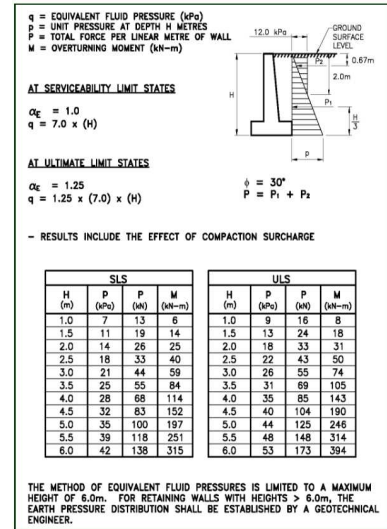 q = EQUIVALENT FLUID PRESSURE (kPa)
p = UNIT PRESSURE AT DEPTH H METRES
P = TOTAL FORCE PER LINEAR METRE OF WALL
M = OVERTURNING MOMENT (kN-m)
AT SERVICEABILITY LIMIT STATES
αE = 1.0
q = 7.0 x (H)
AT ULTIMATE LIMIT STATES
αE = 1.25
q = 1.25 x (7.0) x (H)
12.0 kPa
GROUND
SURFACE
LEVEL
P2
0.67m
2.0m
H
P1
H
3
p
ϕ = 30°
P = P1 + P2
- RESULTS INCLUDE THE EFFECT OF COMPACTION SURCHARGE
SLS
H (m) P (kPa) P (kN) M (kN-m)
1.0 7 13 6
1.5 11 19 14
2.0 14 26 25
2.5 18 33 40
3.0 21 44 59
3.5 25 55 84
4.0 28 68 114
4.5 32 83 152
5.0 35 100 197
5.5 39 118 251
6.0 42 138 315
ULS
H (m) P (kPa) P (kN) M (kN-m)
1.0 9 16 8
1.5 13 24 18
2.0 18 33 31
2.5 22 43 50
3.0 26 55 74
3.5 31 69 105
4.0 35 85 143
4.5 40 104 190
5.0 44 125 246
5.5 48 148 314
6.0 53 173 394
THE METHOD OF EQUIVALENT FLUID PRESSURES IS LIMITED TO A MAXIMUM
HEIGHT OF 6.0m. FOR RETAINING WALLS WITH HEIGHTS > 6.0m, THE
EARTH PRESSURE DISTRIBUTION SHALL BE ESTABLISHED BY A GEOTECHNICAL
ENGINEER.